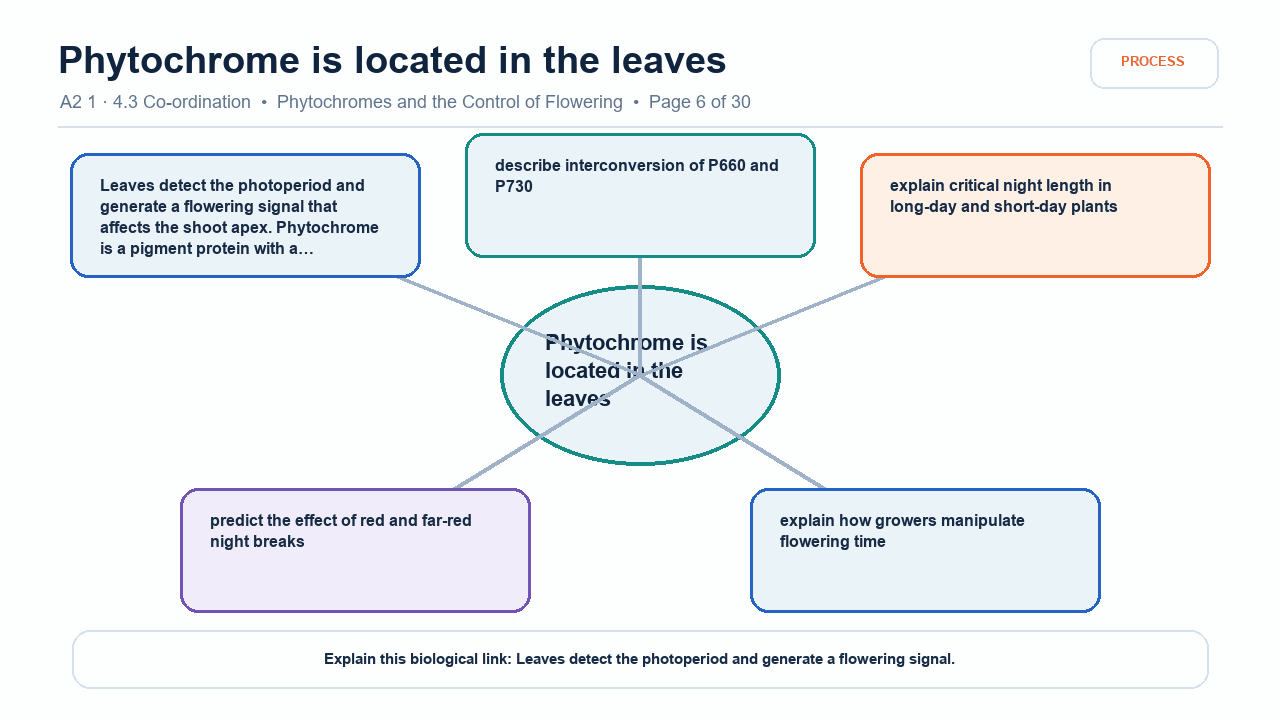 Phytochrome is located in the leaves
PROCESS
A2 1 · 4.3 Co-ordination • Phytochromes and the Control of Flowering • Page 6 of 30
Leaves detect the photoperiod and
generate a flowering signal that
affects the shoot apex. Phytochrome
is a pigment protein with a…
describe interconversion of P660 and
P730
explain critical night length in
long-day and short-day plants
Phytochrome is
located in the
leaves
predict the effect of red and far-red
night breaks
explain how growers manipulate
flowering time
Explain this biological link: Leaves detect the photoperiod and generate a flowering signal.